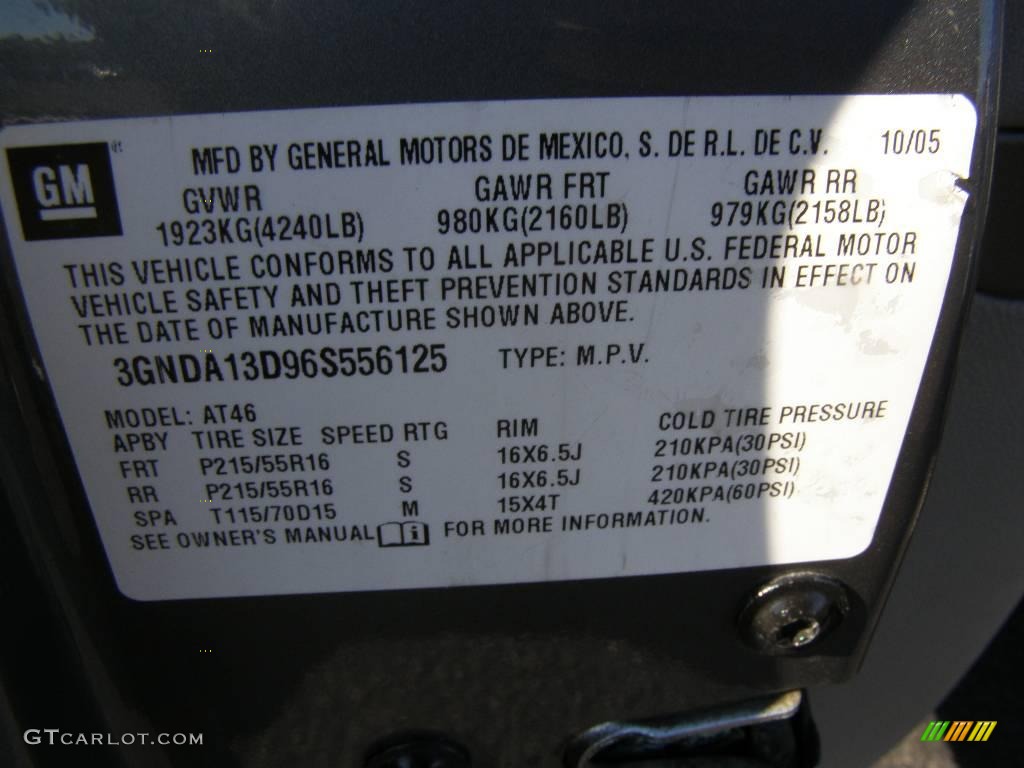 GM
MFD BY GENERAL MOTORS DE MEXICO, S. DE R.L. DE C.V. 10/05
GVWR GAWR FRT GAWR RR
1923KG(4240LB) 980KG(2160LB) 979KG(2158LB)
THIS VEHICLE CONFORMS TO ALL APPLICABLE U.S. FEDERAL MOTOR
VEHICLE SAFETY AND THEFT PREVENTION STANDARDS IN EFFECT ON
THE DATE OF MANUFACTURE SHOWN ABOVE.
3GNDA13D96S556125 TYPE: M.P.V.
MODEL: AT46
APBY TIRE SIZE SPEED RTG RIM COLD TIRE PRESSURE
FRT P215/55R16 S 16X6.5J 210KPA(30PSI)
RR P215/55R16 S 16X6.5J 210KPA(30PSI)
SPA T115/70D15 M 15X4T 420KPA(60PSI)
SEE OWNER'S MANUAL i FOR MORE INFORMATION.
GTCARLOT.COM